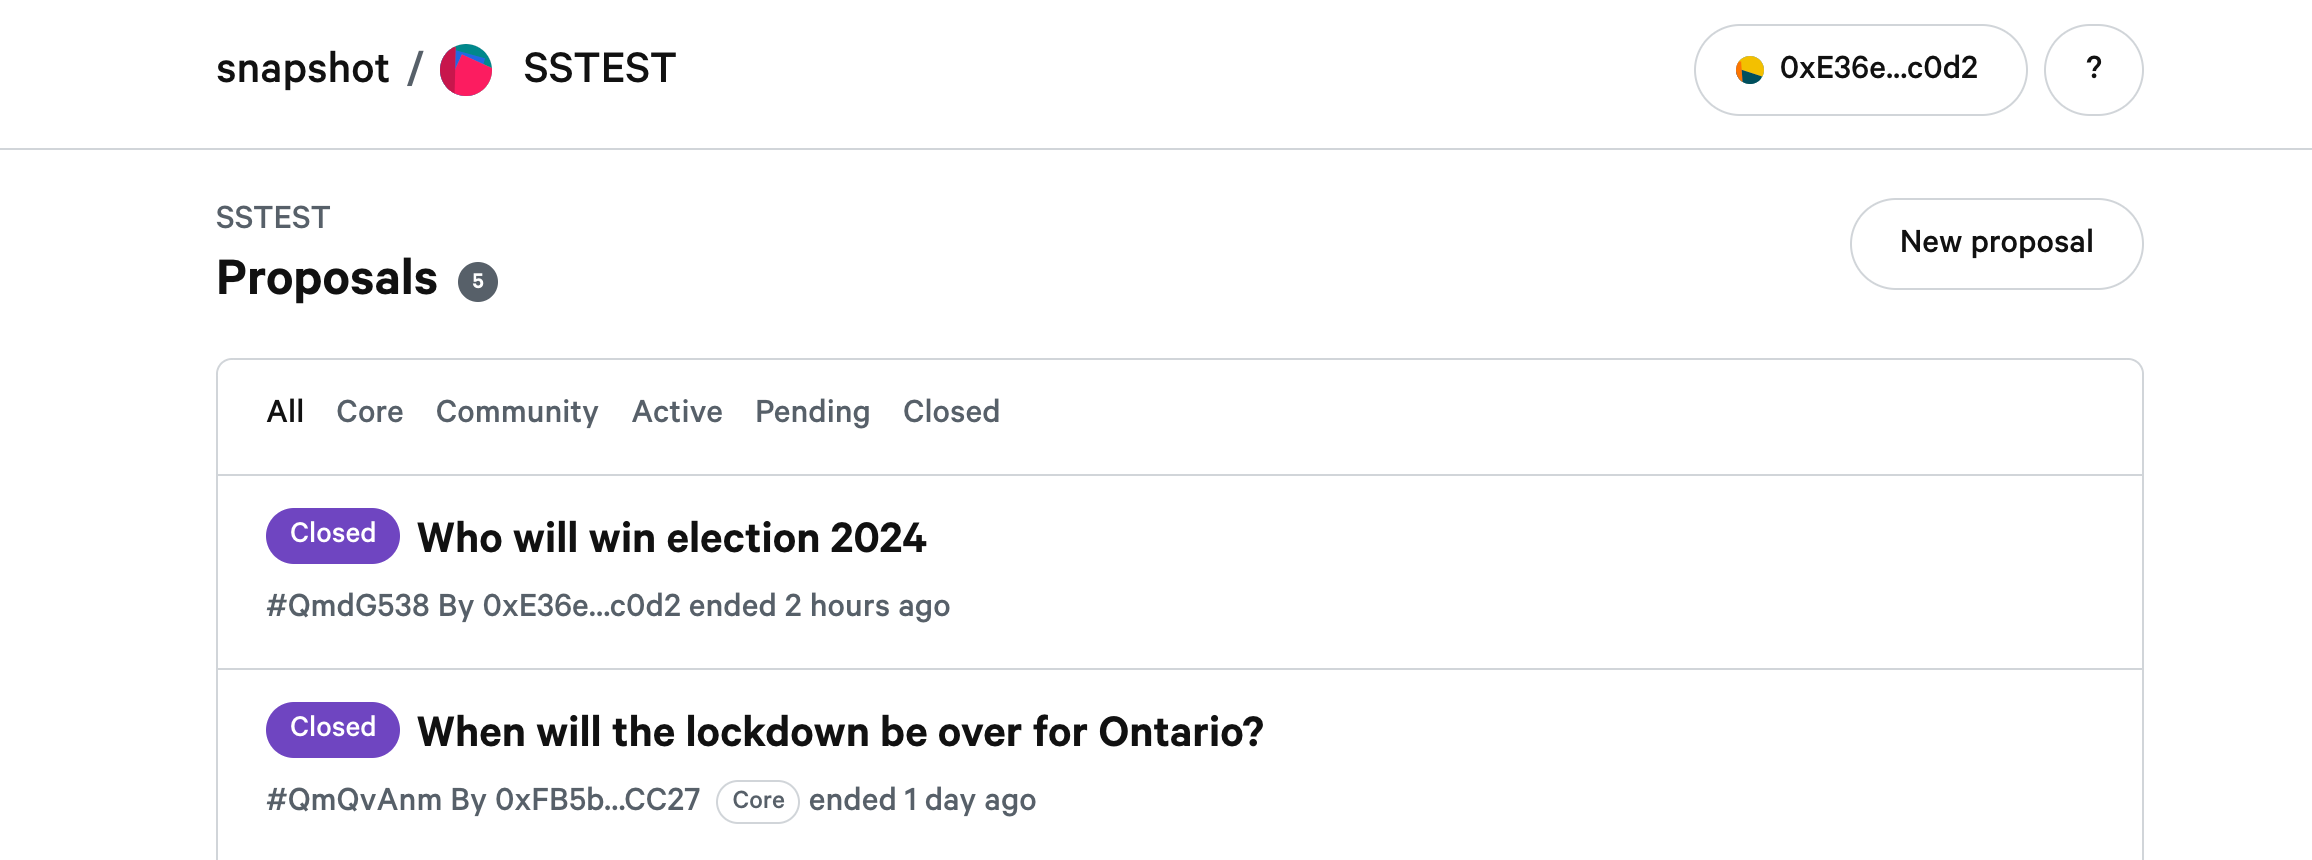 snapshot / SSTEST
0xE36e...c0d2
?
SSTEST
New proposal
Proposals 5
All Core Community Active Pending Closed
Closed Who will win election 2024
#QmdG538 By 0xE36e...c0d2 ended 2 hours ago
Closed When will the lockdown be over for Ontario?
#QmQvAnm By 0xFB5b...CC27 Core ended 1 day ago